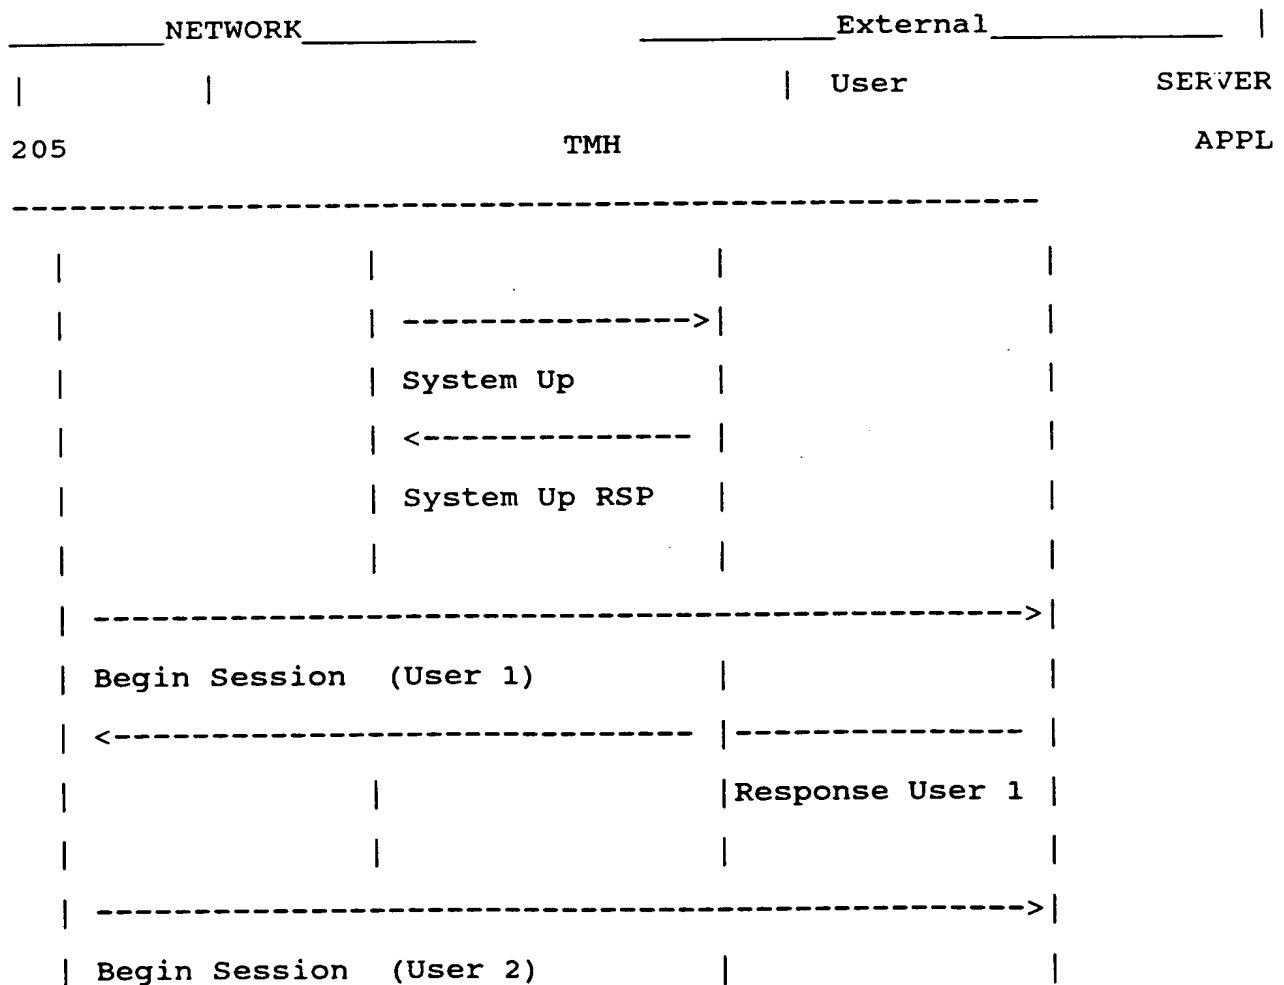 NETWORK External
User SERVER
205 TMH APPL
System Up
System Up RSP
Begin Session (User 1)
Response User 1
Begin Session (User 2)